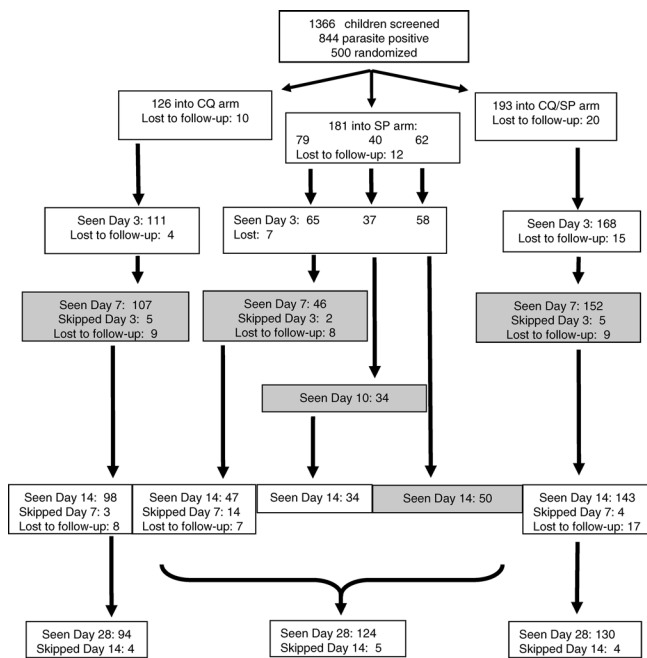 1366 children screened
844 parasite positive
500 randomized
126 into CQ arm
Lost to follow-up: 10
181 into SP arm:
79 40 62
Lost to follow-up: 12
193 into CQ/SP arm
Lost to follow-up: 20
Seen Day 3: 111
Lost to follow-up: 4
Seen Day 3: 65 37 58
Lost: 7
Seen Day 3: 168
Lost to follow-up: 15
Seen Day 7: 107
Skipped Day 3: 5
Lost to follow-up: 9
Seen Day 7: 46
Skipped Day 3: 2
Lost to follow-up: 8
Seen Day 7: 152
Skipped Day 3: 5
Lost to follow-up: 9
Seen Day 10: 34
Seen Day 14: 98
Skipped Day 7: 3
Lost to follow-up: 8
Seen Day 14: 47
Skipped Day 7: 14
Lost to follow-up: 7
Seen Day 14: 34
Seen Day 14: 50
Seen Day 14: 143
Skipped Day 7: 4
Lost to follow-up: 17
Seen Day 28: 94
Skipped Day 14: 4
Seen Day 28: 124
Skipped Day 14: 5
Seen Day 28: 130
Skipped Day 14: 4